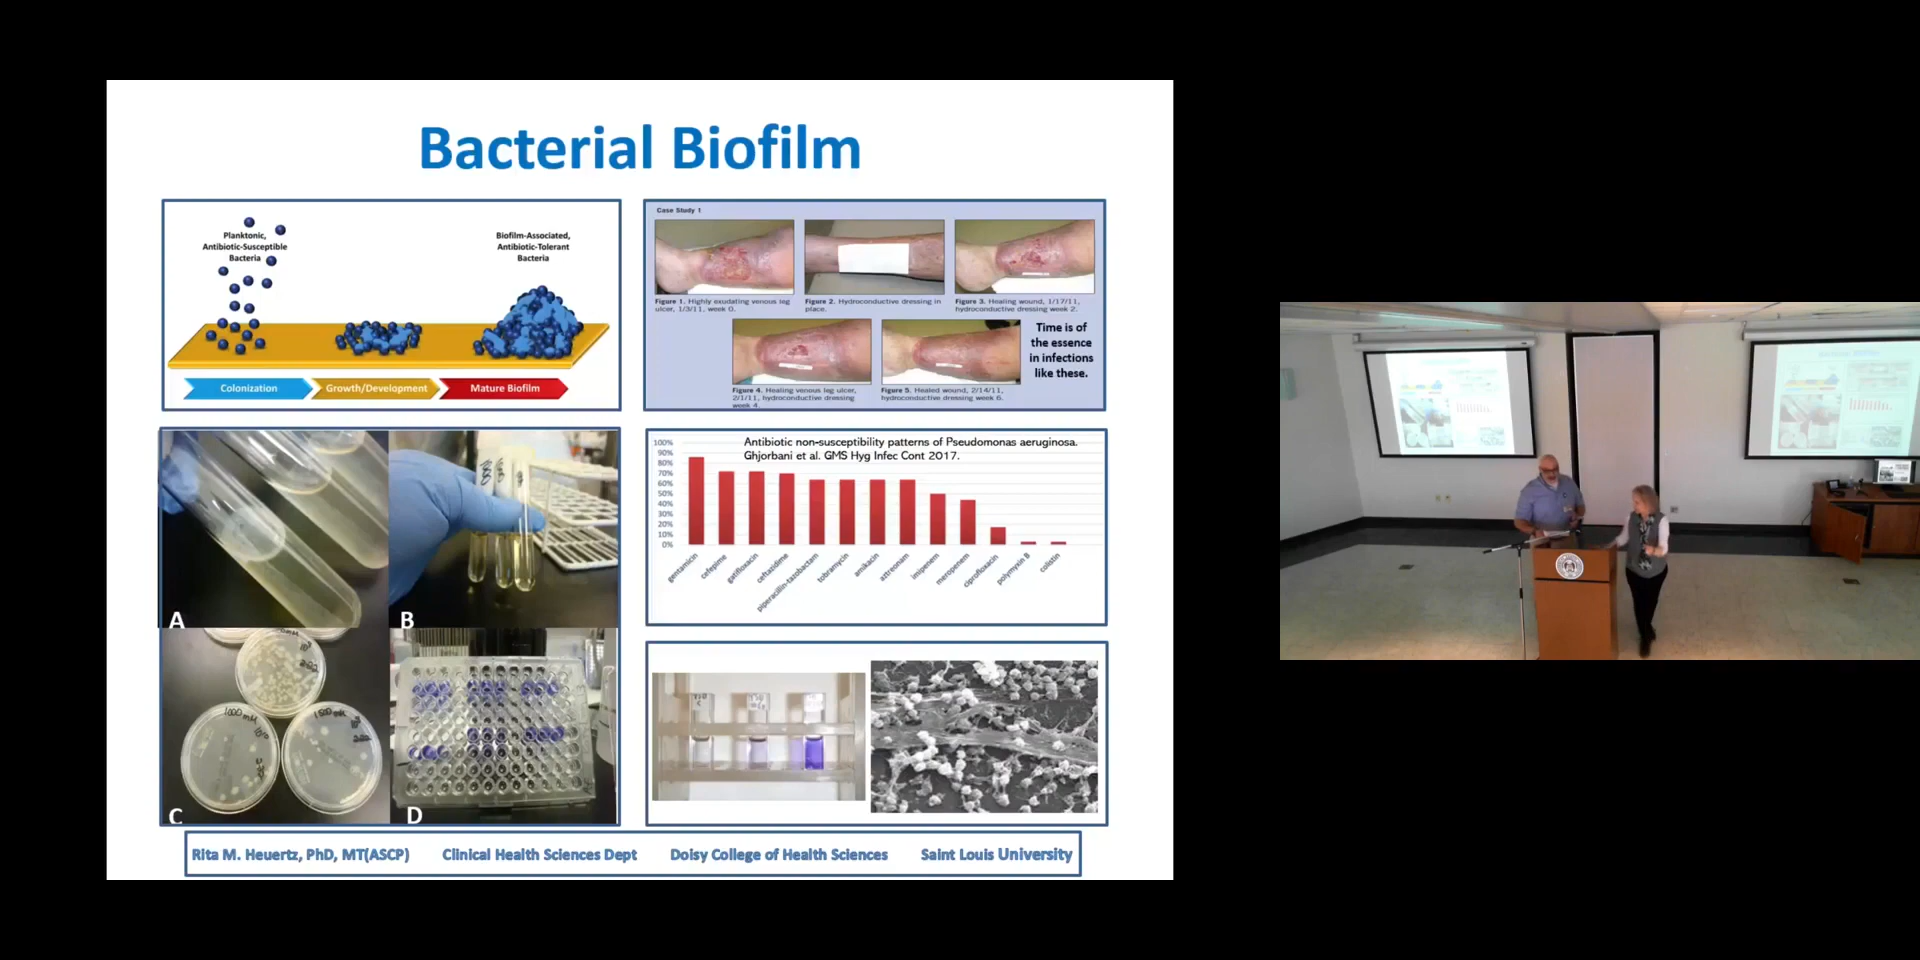 Bacterial Biofilm
Planktonic,
Antibiotic-Susceptible
Bacteria
Biofilm-Associated,
Antibiotic-Tolerant
Bacteria
Colonization
Growth/Development
Mature Biofilm
Case Study 1
Figure 1. Highly exudating venous leg
ulcer, 1/3/11, week 0.
Figure 2. Hydroconductive dressing in
place.
Figure 3. Healing wound, 1/17/11,
hydroconductive dressing week 2.
Figure 4. Healing venous leg ulcer,
2/1/11, hydroconductive dressing
week 4.
Figure 5. Healed wound, 2/14/11,
hydroconductive dressing week 6.
Time is of
the essence
in infections
like these.
A
B
C
D
Antibiotic non-susceptibility patterns of Pseudomonas aeruginosa.
Ghjorbani et al. GMS Hyg Infec Cont 2017.
100%
90%
80%
70%
60%
50%
40%
30%
20%
10%
0%
gentamicin
cefepime
gatifloxacin
ceftazidime
piperacillin-tazobactam
tobramycin
amikacin
aztreonam
imipenem
meropenem
ciprofloxacin
polymyxin B
colistin
Rita M. Heuertz, PhD, MT(ASCP) Clinical Health Sciences Dept Doisy College of Health Sciences Saint Louis University